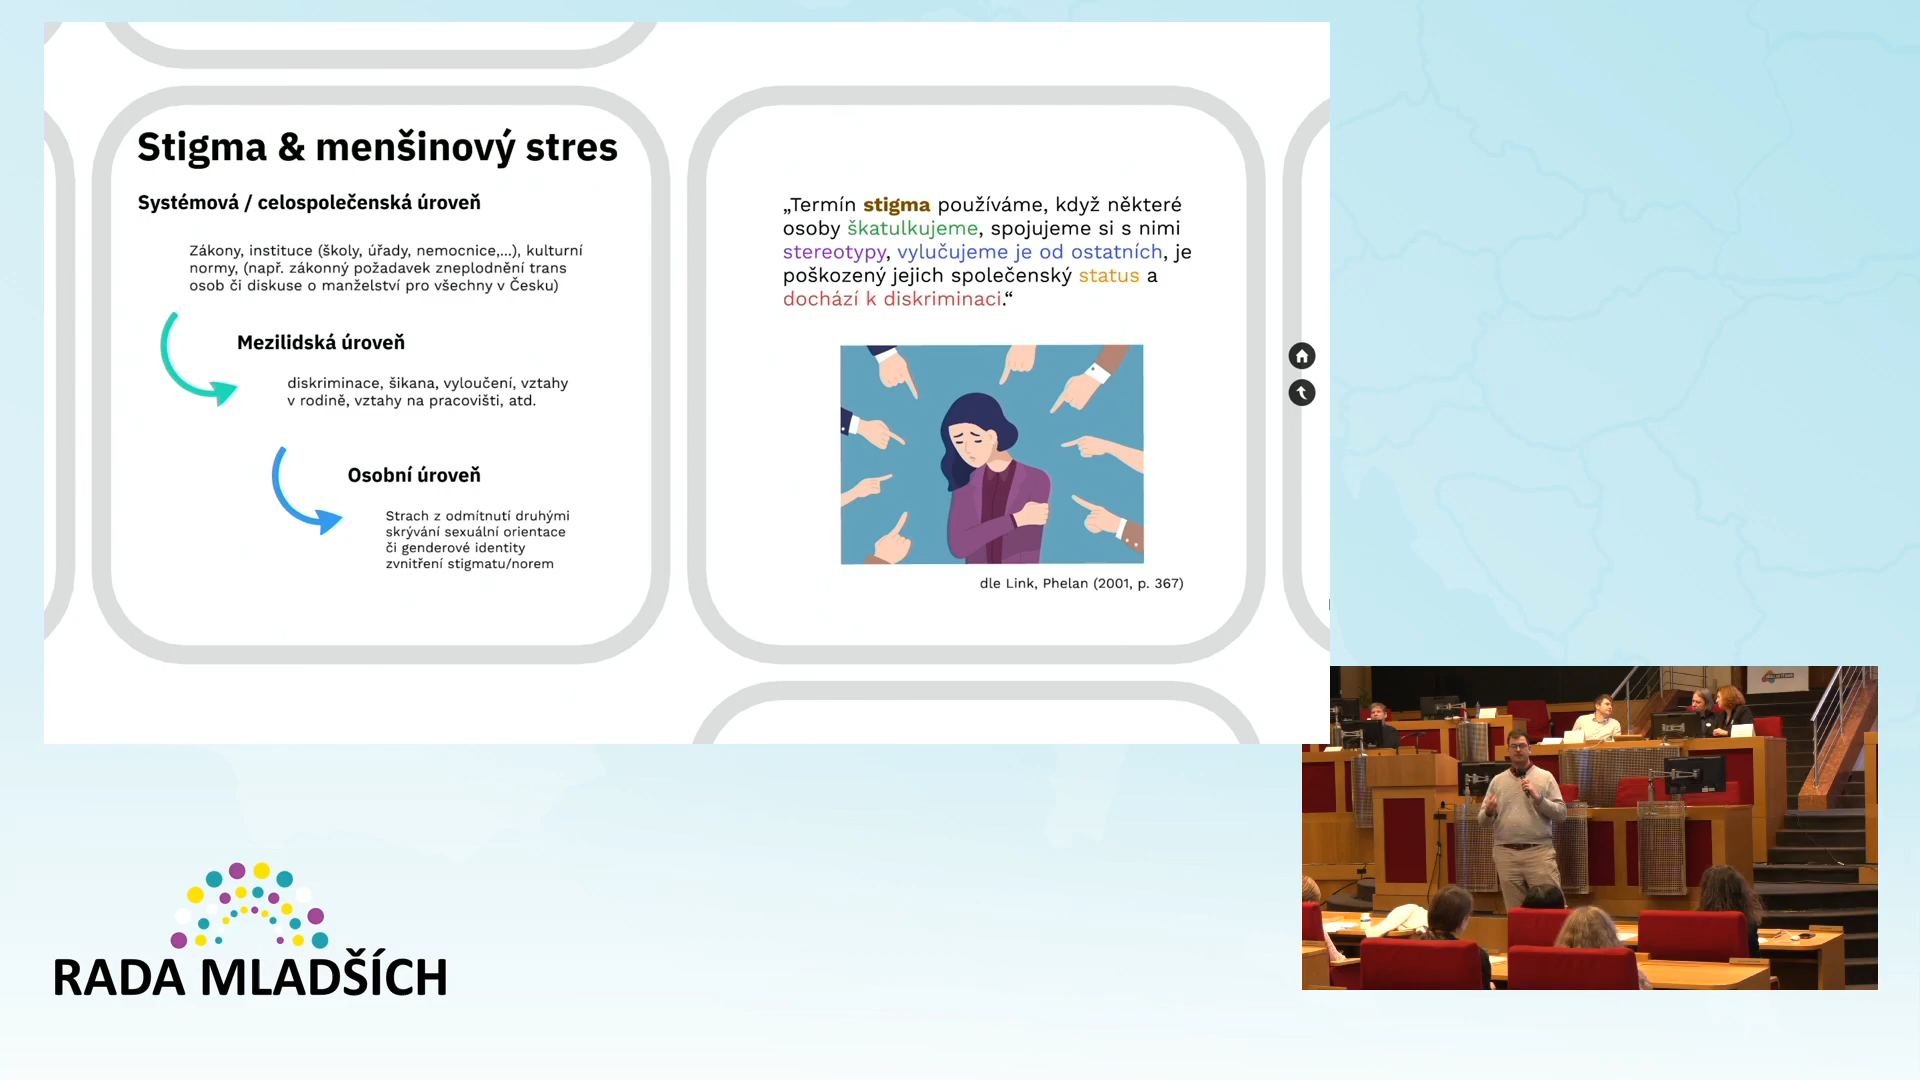 Stigma & menšinový stres
Systémová / celospolečenská úroveň
Zákony, instituce (školy, úřady, nemocnice,...), kulturní
normy, (např. zákonný požadavek zneplodnění trans
osob či diskuse o manželství pro všechny v Česku)
Mezilidská úroveň
diskriminace, šikana, vyloučení, vztahy
v rodině, vztahy na pracovišti, atd.
Osobní úroveň
Strach z odmítnutí druhými
skrývání sexuální orientace
či genderové identity
zvnitření stigmatu/norem
„Termín stigma používáme, když některé
osoby škatulkujeme, spojujeme si s nimi
stereotypy, vylučujeme je od ostatních, je
poškozený jejich společenský status a
dochází k diskriminaci.“
dle Link, Phelan (2001, p. 367)
RADA MLADŠÍCH